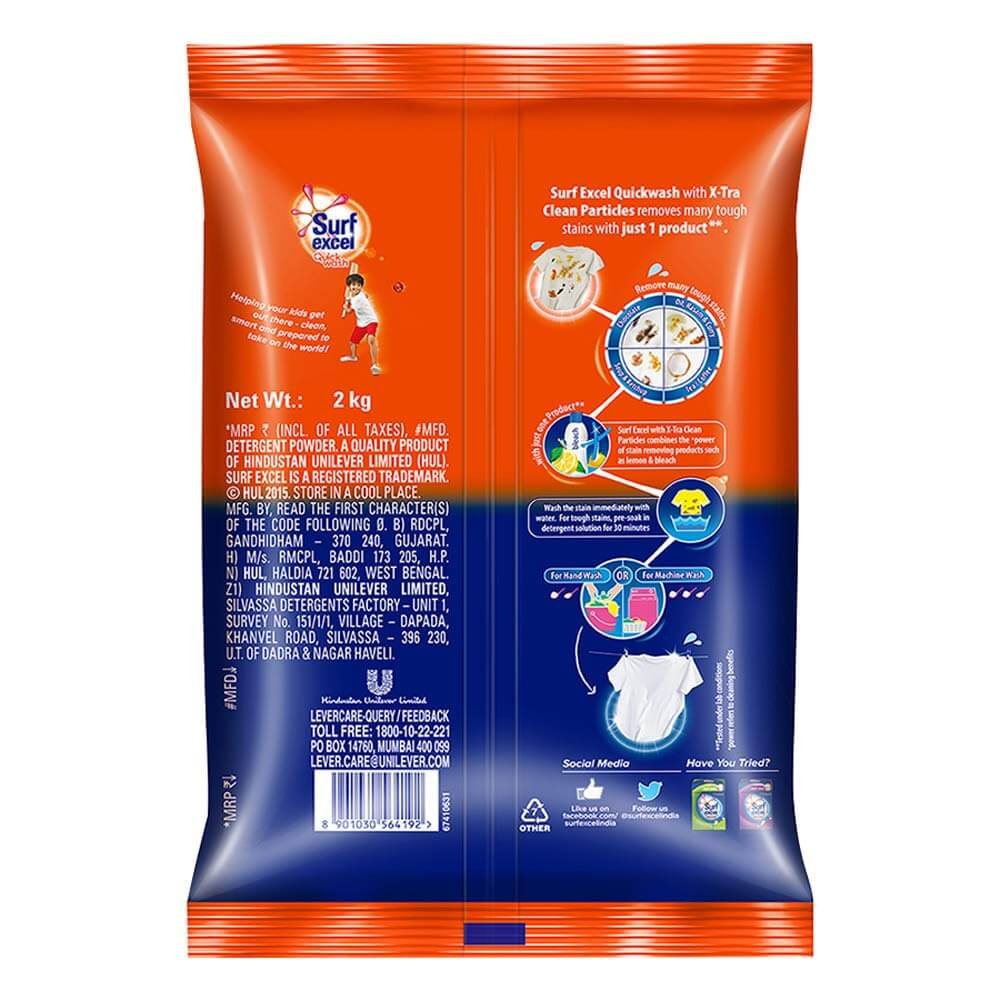 Surf
excel
Quick
wash
Helping your kids get
out there - clean,
smart and prepared to
take on the world!
Net Wt.: 2 kg
*MRP ₹ (INCL. OF ALL TAXES), #MFD.
DETERGENT POWDER. A QUALITY PRODUCT
OF HINDUSTAN UNILEVER LIMITED (HUL).
SURF EXCEL IS A REGISTERED TRADEMARK.
© HUL 2015. STORE IN A COOL PLACE.
MFG. BY, READ THE FIRST CHARACTER(S)
OF THE CODE FOLLOWING Ø. B) RDCPL,
GANDHIDHAM – 370 240, GUJARAT.
H) M/s. RMCPL, BADDI 173 205, H.P.
N) HUL, HALDIA 721 602, WEST BENGAL.
Z1) HINDUSTAN UNILEVER LIMITED,
SILVASSA DETERGENTS FACTORY – UNIT 1,
SURVEY No. 151/1/1, VILLAGE – DAPADA,
KHANVEL ROAD, SILVASSA – 396 230,
U.T. OF DADRA & NAGAR HAVELI.
#MFD.
*MRP ₹
Hindustan Unilever Limited
LEVERCARE-QUERY / FEEDBACK
TOLL FREE: 1800-10-22-221
PO BOX 14760, MUMBAI 400 099
LEVER.CARE@UNILEVER.COM
8 901030 564192 >
67410631
Surf Excel Quickwash with X-Tra
Clean Particles removes many tough
stains with just 1 product**.
Remove many tough stains...
Chocolate
Oil, Rasam & Curry
Soup & Ketchup
Tea / Coffee
with just one Product**
bleach
Surf Excel with X-Tra Clean
Particles combines the ^power
of stain removing products such
as lemon & bleach
Wash the stain immediately with
water. For tough stains, pre-soak in
detergent solution for 30 minutes
For Hand Wash OR For Machine Wash
**Tested under lab conditions
^power refers to cleaning benefits
Social Media
Like us on
facebook.com/
surfexcelindia
Follow us
@surfexcelindia
Have You Tried?
Surf
excel
Surf
excel
7
OTHER